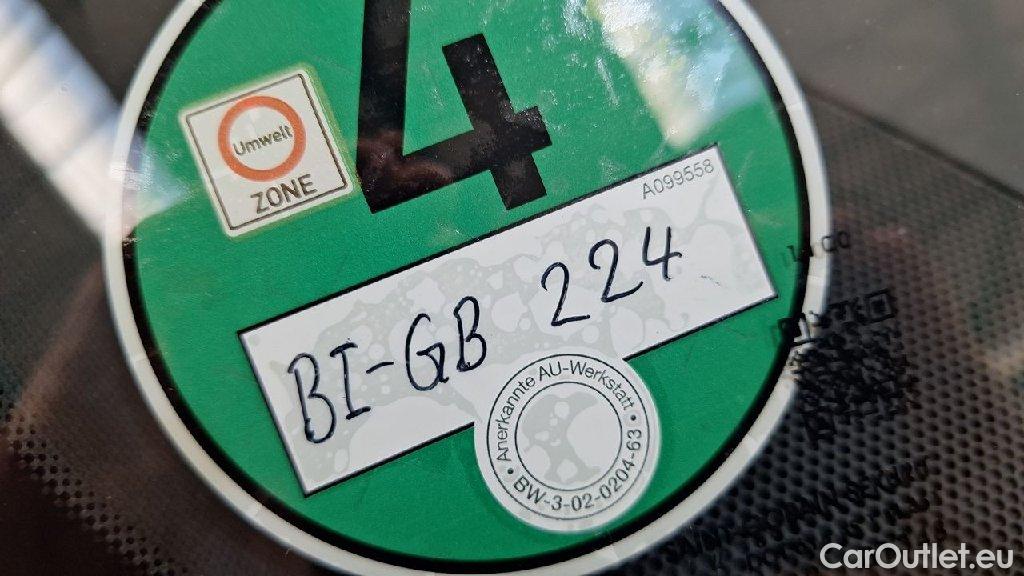 4
Umwelt
ZONE
A099558
BI-GB 224
Anerkannte AU-Werkstatt
BW-3-02-0204-63
CarOutlet.eu